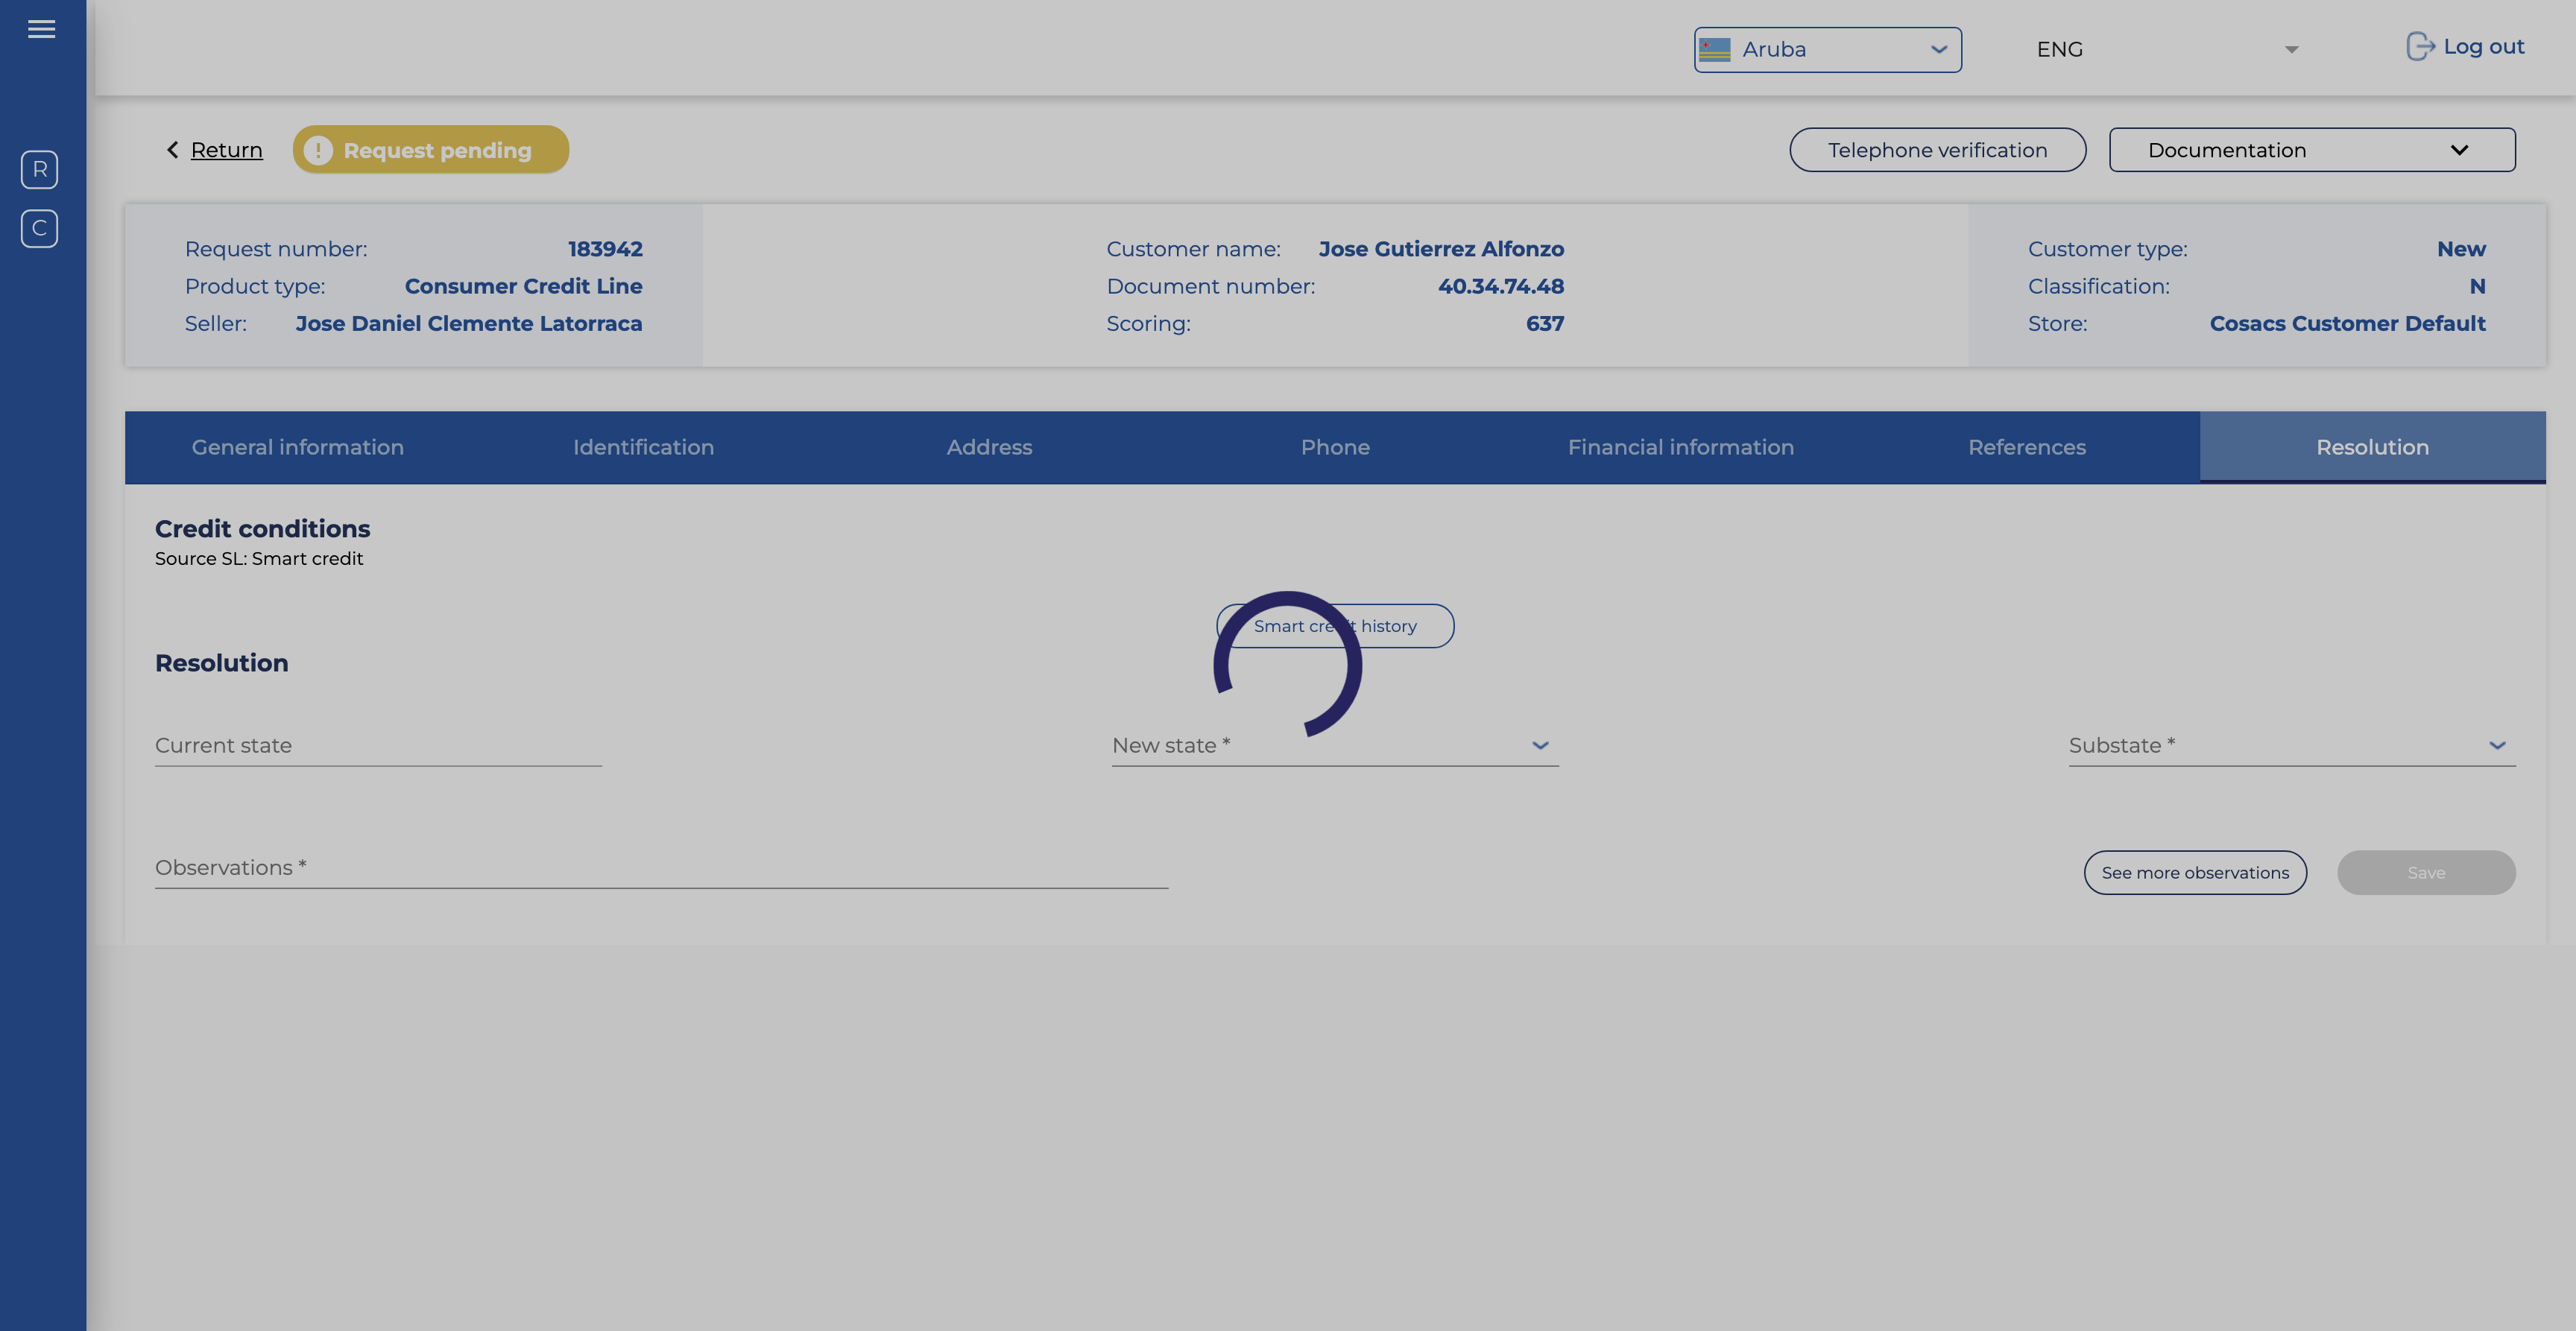 Aruba
ENG
Log out
R
C
Return
Request pending
Telephone verification
Documentation
Request number: 183942
Product type: Consumer Credit Line
Seller: Jose Daniel Clemente Latorraca
Customer name: Jose Gutierrez Alfonzo
Document number: 40.34.74.48
Scoring: 637
Customer type: New
Classification: N
Store: Cosacs Customer Default
General information
Identification
Address
Phone
Financial information
References
Resolution
Credit conditions
Source SL: Smart credit
Smart credit history
Resolution
Current state
New state *
Substate *
Observations *
See more observations
Save